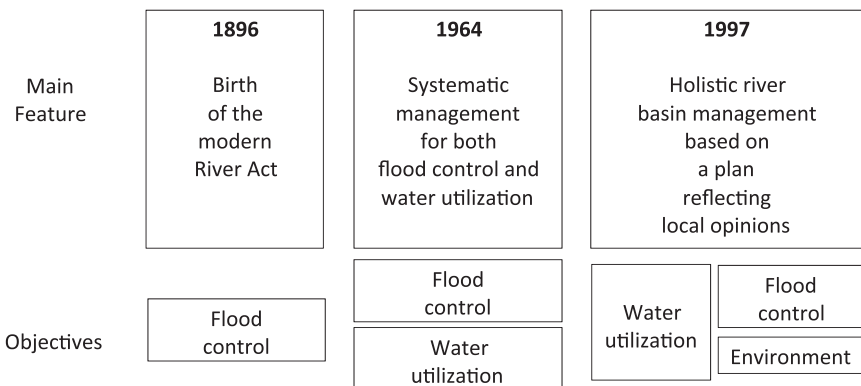 1896
Birth
of the
modern
River Act
1964
Systematic
management
for both
flood control and
water utilization
1997
Holistic river
basin management
based on
a plan
reflecting
local opinions
Main
Feature
Objectives
Flood
control
Flood
control
Water
utilization
Water
utilization
Flood
control
Environment